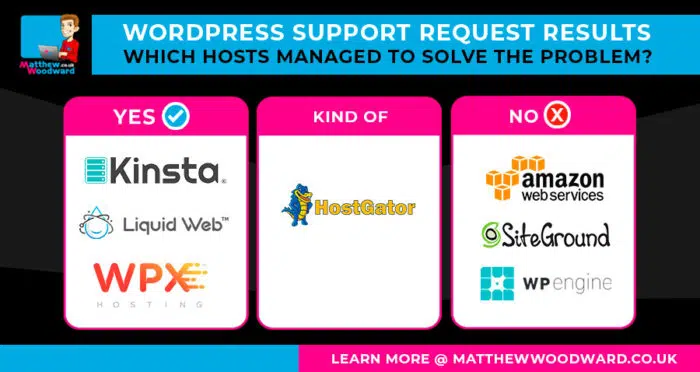 Matthew
.co.uk
Woodward
WORDPRESS SUPPORT REQUEST RESULTS
WHICH HOSTS MANAGED TO SOLVE THE PROBLEM?
YES
Kinsta®
Liquid Web™
WPX
HOSTING
KIND OF
HostGator
NO X
amazon
web services
SiteGround
WP engine
LEARN MORE @ MATTHEWWOODWARD.CO.UK